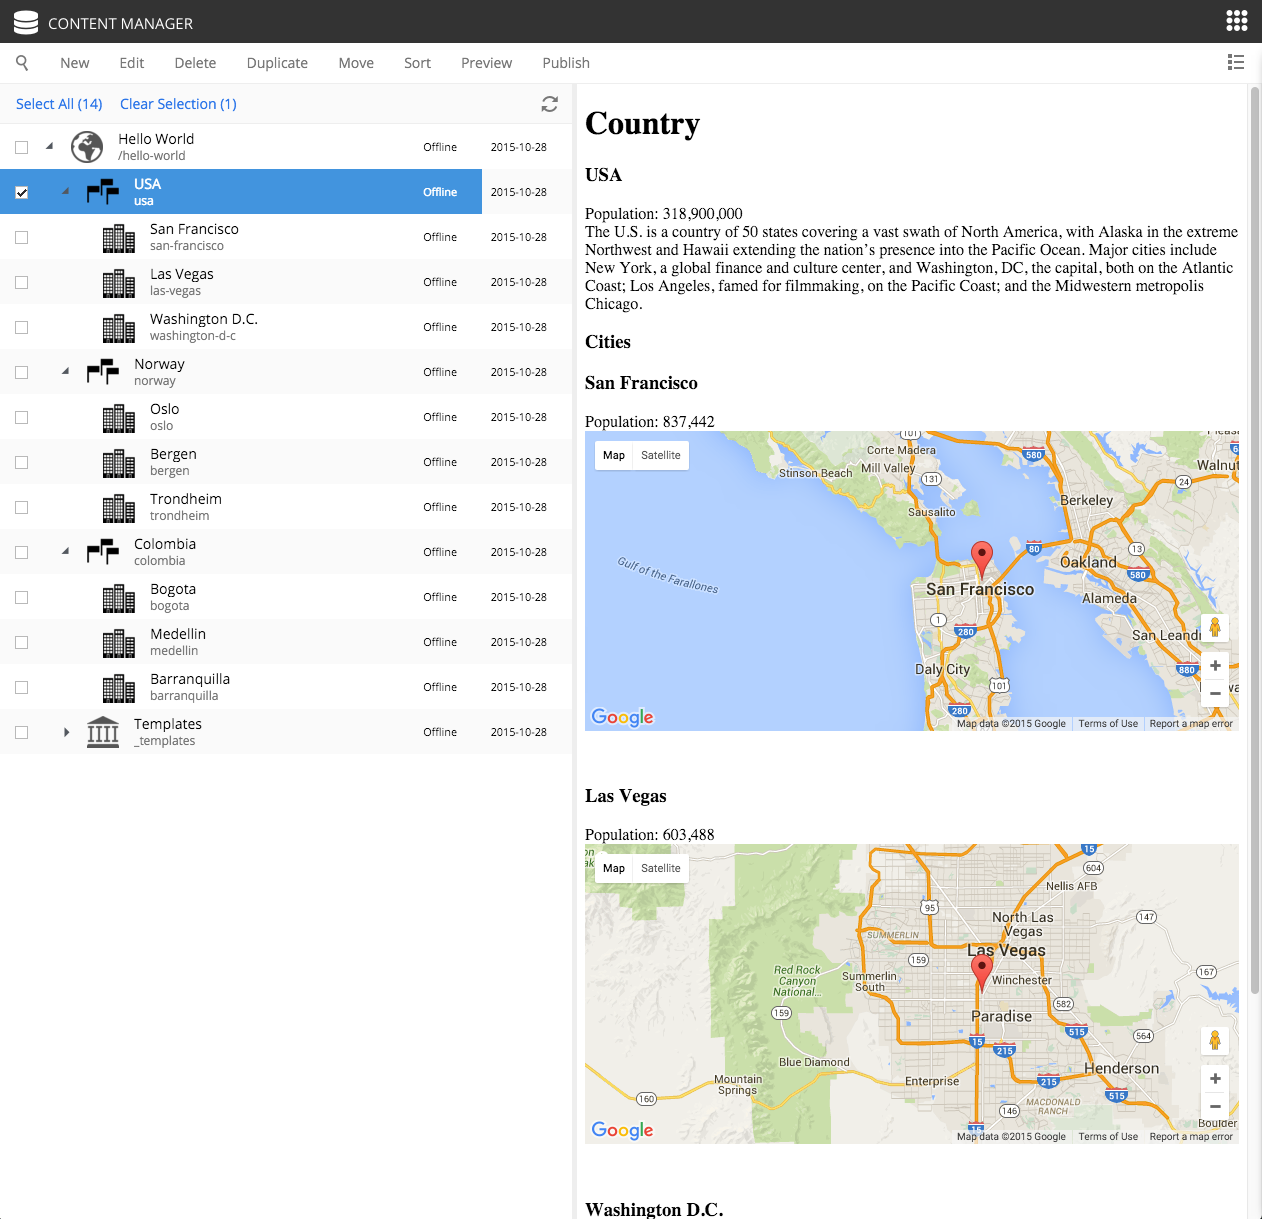 CONTENT MANAGER
New Edit Delete Duplicate Move Sort Preview Publish
Select All (14) Clear Selection (1)
Hello World
/hello-world
Offline 2015-10-28
USA
usa
Offline 2015-10-28
San Francisco
san-francisco
Offline 2015-10-28
Las Vegas
las-vegas
Offline 2015-10-28
Washington D.C.
washington-d-c
Offline 2015-10-28
Norway
norway
Offline 2015-10-28
Oslo
oslo
Offline 2015-10-28
Bergen
bergen
Offline 2015-10-28
Trondheim
trondheim
Offline 2015-10-28
Colombia
colombia
Offline 2015-10-28
Bogota
bogota
Offline 2015-10-28
Medellin
medellin
Offline 2015-10-28
Barranquilla
barranquilla
Offline 2015-10-28
Templates
_templates
Offline 2015-10-28
Country
USA
Population: 318,900,000
The U.S. is a country of 50 states covering a vast swath of North America, with Alaska in the extreme
Northwest and Hawaii extending the nation’s presence into the Pacific Ocean. Major cities include
New York, a global finance and culture center, and Washington, DC, the capital, both on the Atlantic
Coast; Los Angeles, famed for filmmaking, on the Pacific Coast; and the Midwestern metropolis
Chicago.
Cities
San Francisco
Population: 837,442
Map Satellite
101
Corte Madera
580
Stinson Beach
Mill Valley
Walnut
131
24
Sausalito
Berkeley
80
13
Gulf of the Farallones
Oakland
580
San Francisco
Alameda
1
280
San Leandr
Daly City
880
101
280
Google
Map data ©2015 Google Terms of Use Report a map error
Las Vegas
Population: 603,488
Map Satellite
15
604
Nellis AFB
95
North Las
Vegas
147
SUMMERLIN
Las Vegas
159
Red Rock
Canyon
National...
Summerlin
South
Winchester
167
582
159
Paradise
515
564
15
215
Blue Diamond
Henderson
Mountain
Springs
Enterprise
215
515
160
MACDONALD
RANCH
146
Boulder
15
Google
Map data ©2015 Google Terms of Use Report a map error
Washington D.C.